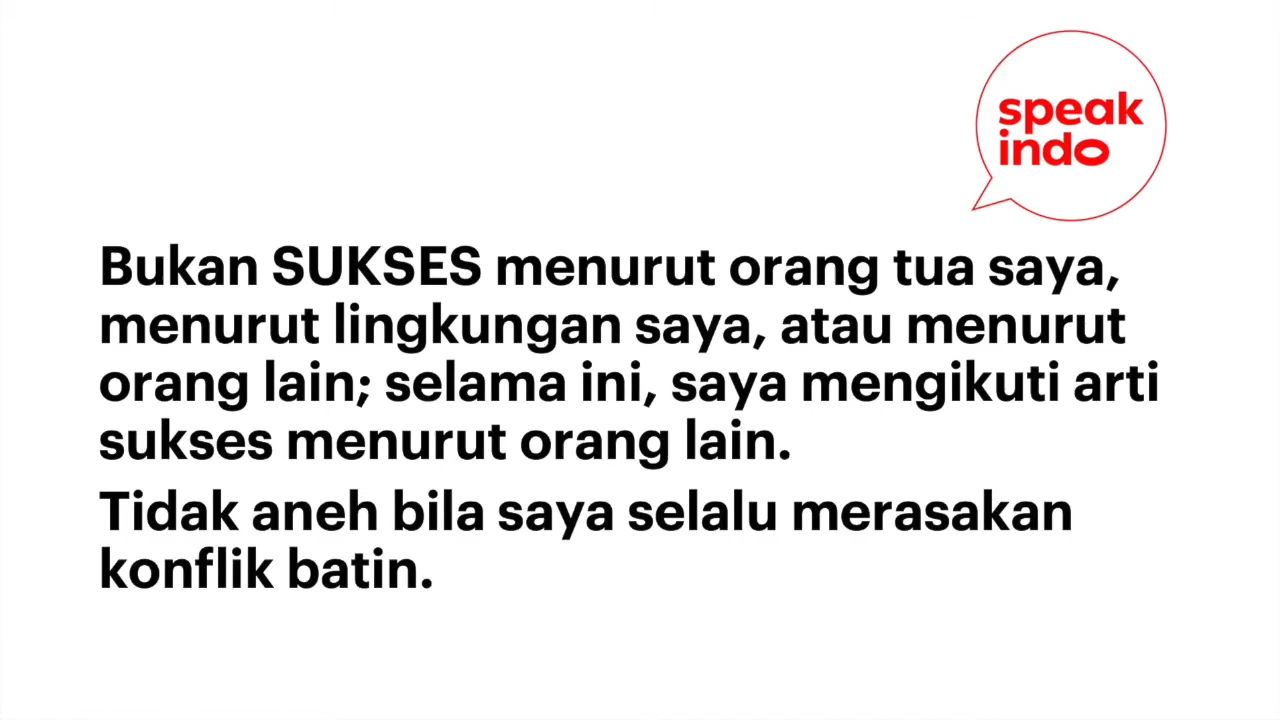 speak
indo
Bukan SUKSES menurut orang tua saya,
menurut lingkungan saya, atau menurut
orang lain; selama ini, saya mengikuti arti
sukses menurut orang lain.
Tidak aneh bila saya selalu merasakan
konflik batin.